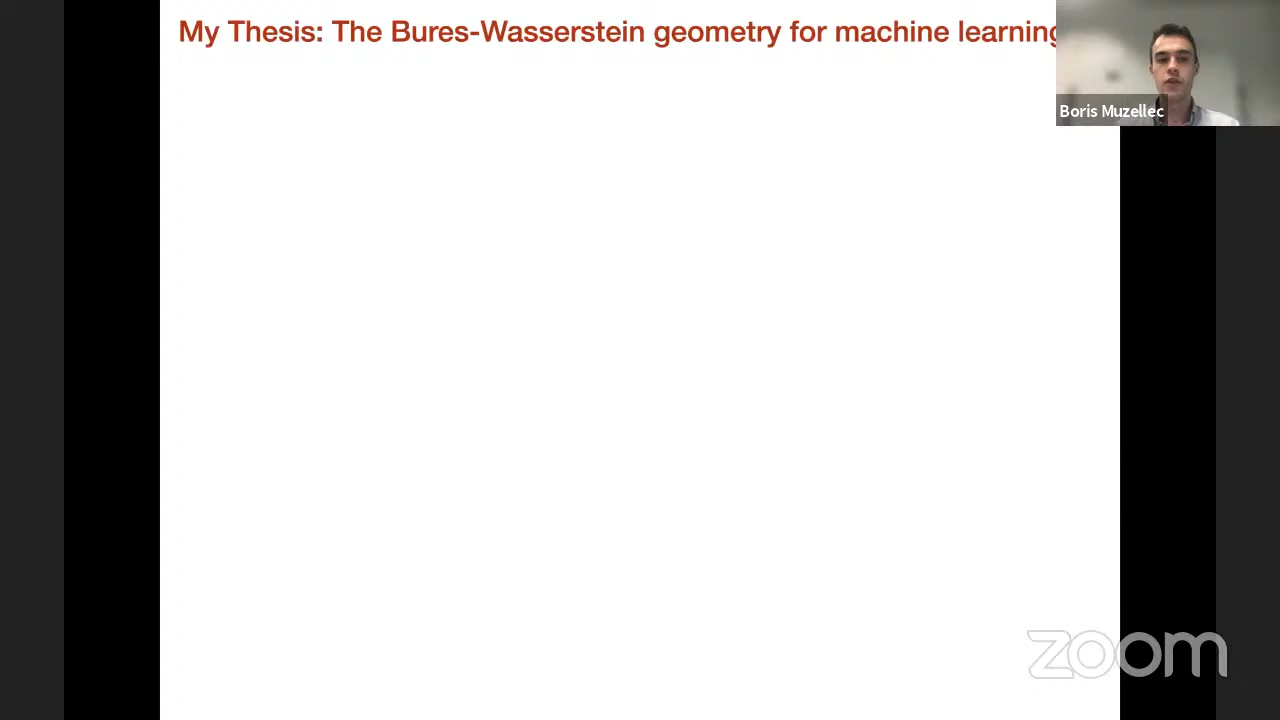 My Thesis: The Bures-Wasserstein geometry for machine learning
Boris Muzellec
zoom